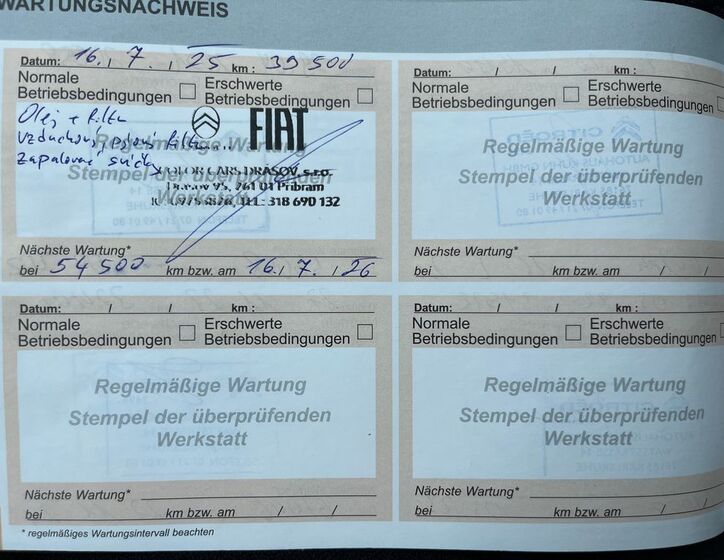 WARTUNGSNACHWEIS
Datum: 16. / 7. / 25 km : 39 500
Normale Betriebsbedingungen
Erschwerte Betriebsbedingungen
Olej + filtr
vzduchový, pylový
zapalovací svíčky
FIAT
Regelmäßige Wartung
Stempel der überprüfenden
Werkstatt
COLOR CARS DRASOV, s.r.o.
Drasov 95, 261 01 Pribram
TEL.: 318 690 132
Nächste Wartung*
bei 54 500 km bzw. am 16. / 7. / 26
Datum: / / km :
Normale Betriebsbedingungen
Erschwerte
CITROËN
Regelmäßige Wartung
Stempel der überprüfenden
Werkstatt
Nächste Wartung*
bei km bzw. am / /
Datum: / / km :
Normale Betriebsbedingungen
Erschwerte Betriebsbedingungen
Regelmäßige Wartung
Stempel der überprüfenden
Werkstatt
Nächste Wartung*
bei km bzw. am / /
* regelmäßiges Wartungsintervall beachten
Datum: / / km :
Normale Betriebsbedingungen
Erschwerte Betriebsbedingungen
Regelmäßige Wartung
Stempel der überprüfenden
Werkstatt
Nächste Wartung*
bei km bzw. am / /